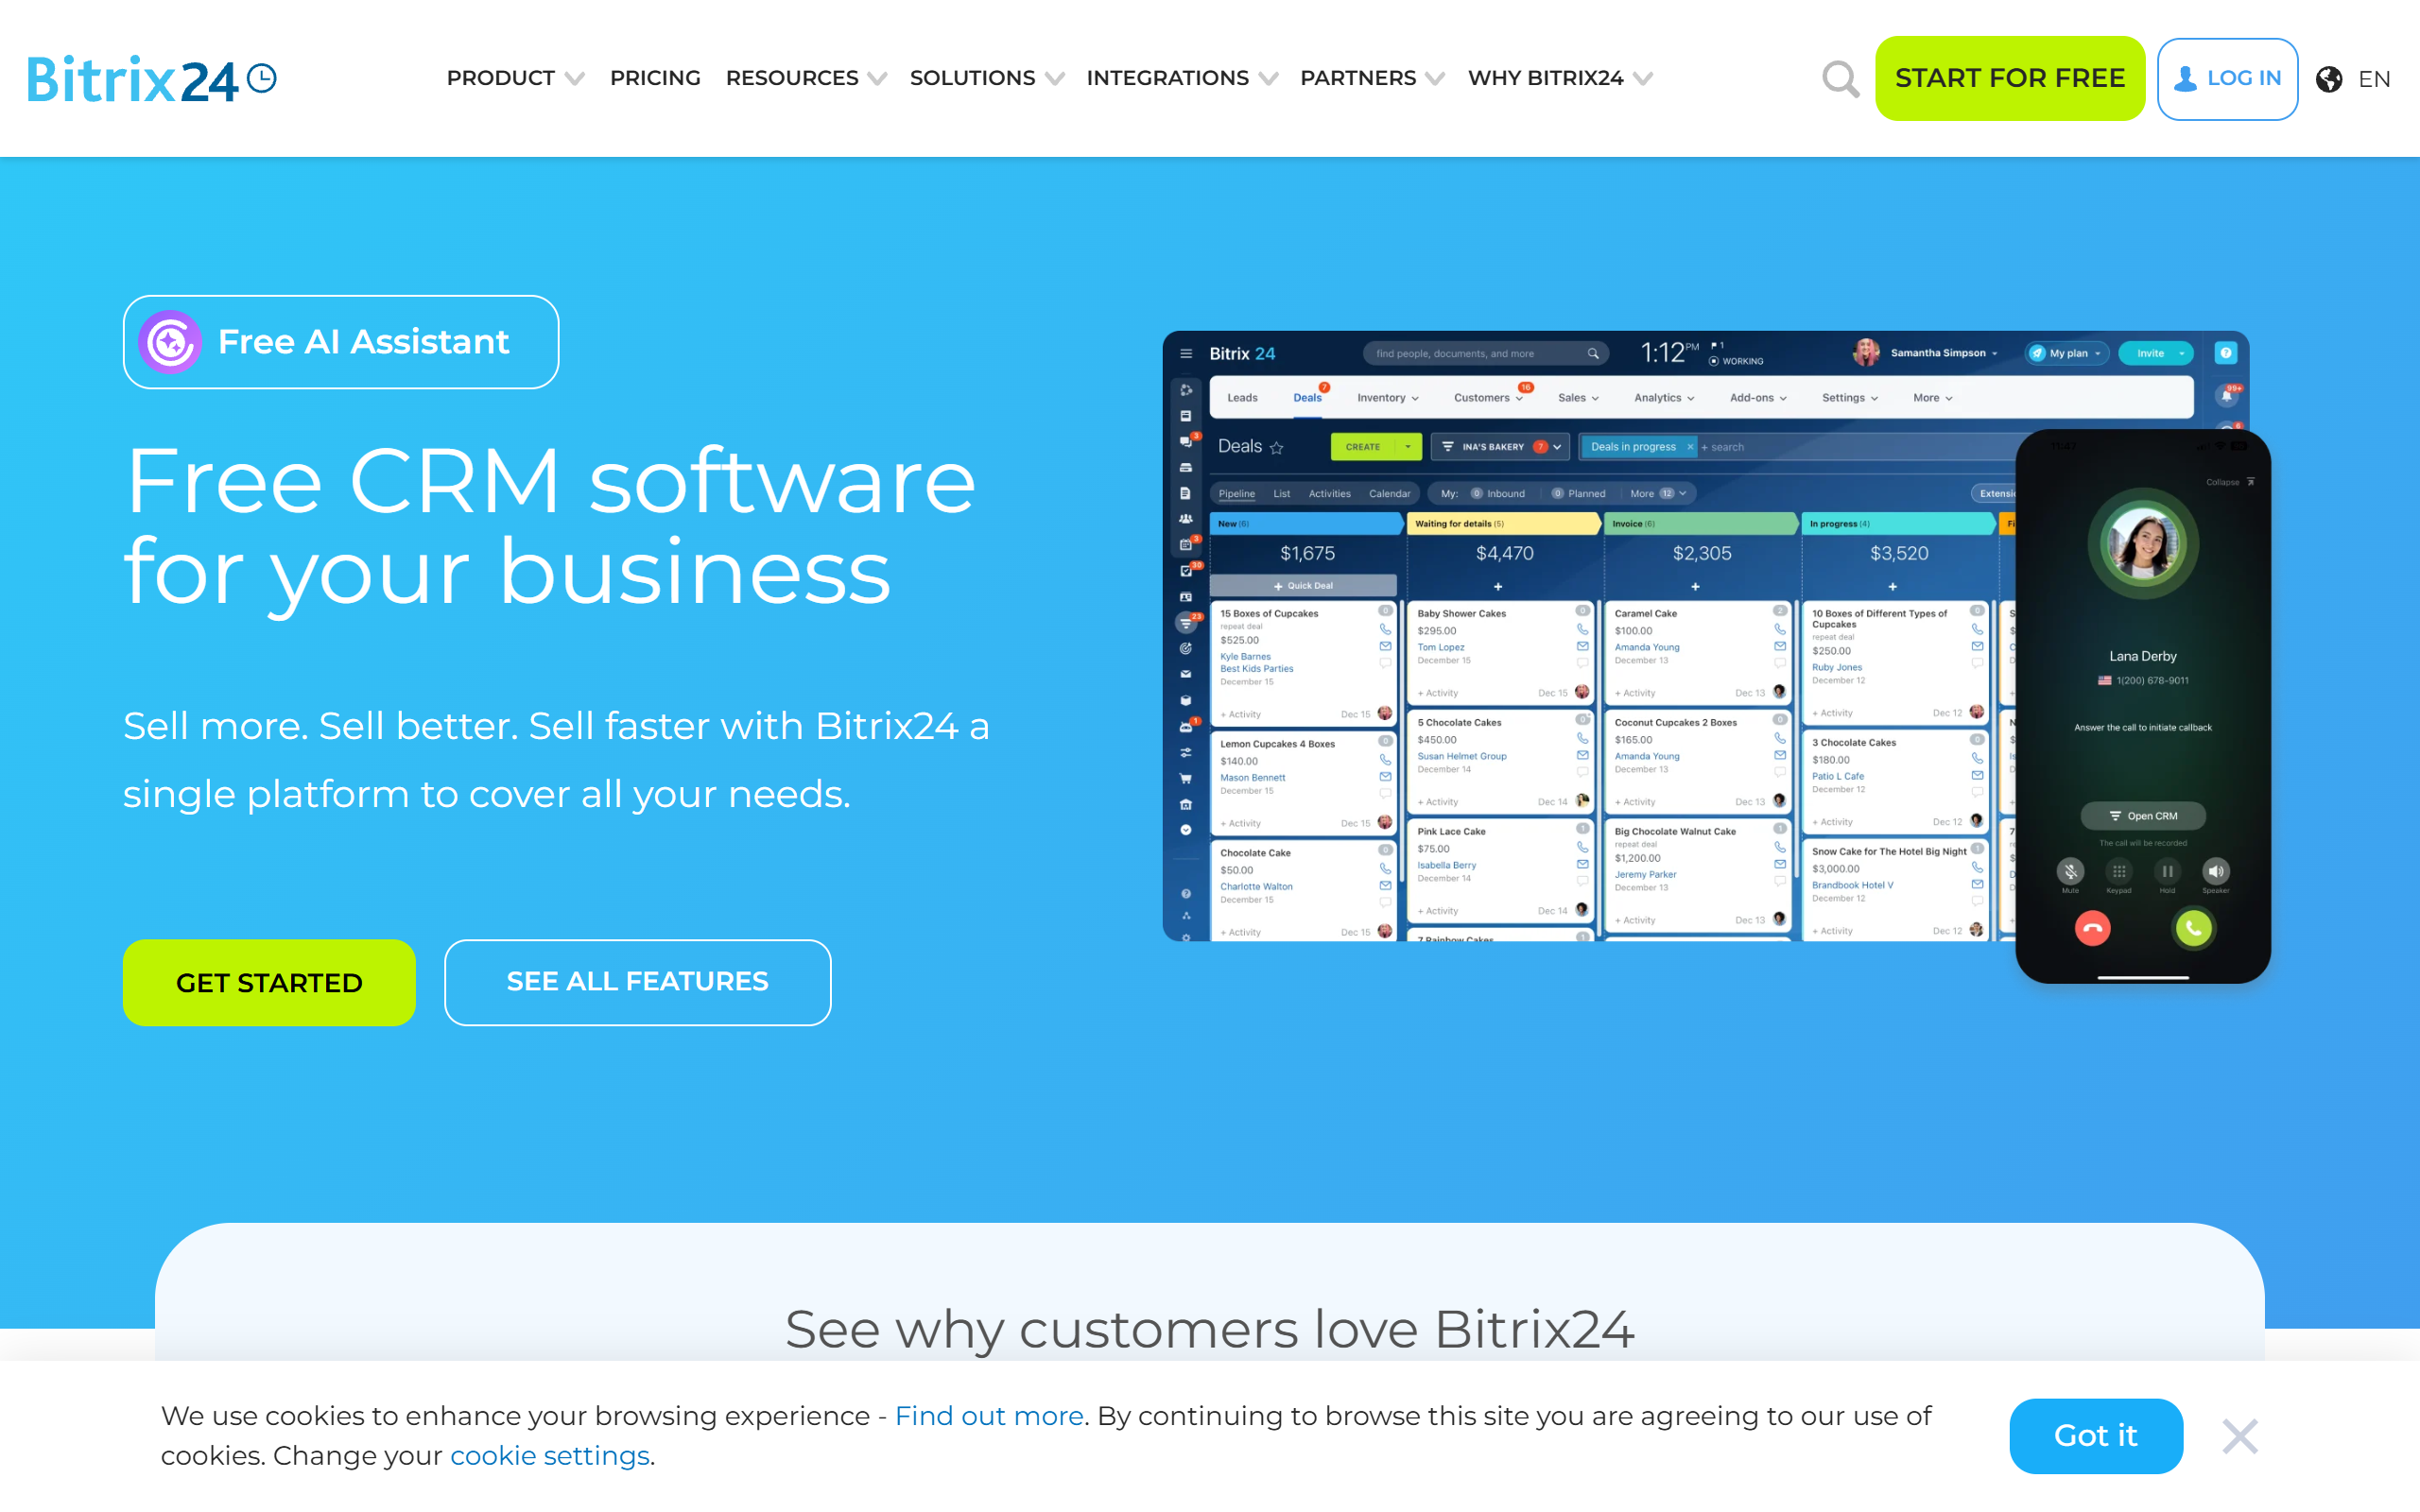 Bitrix24
PRODUCT
PRICING
RESOURCES
SOLUTIONS
INTEGRATIONS
PARTNERS
WHY BITRIX24
START FOR FREE
LOG IN
EN
Free AI Assistant
Free CRM software
for your business
Sell more. Sell better. Sell faster with Bitrix24 a
single platform to cover all your needs.
GET STARTED
SEE ALL FEATURES
Bitrix 24
find people, documents, and more
1:12 PM
1
WORKING
Samantha Simpson
My plan
Invite
Leads
Deals
7
Inventory
Customers
16
Sales
Analytics
Add-ons
Settings
More
99+
Deals
CREATE
INA'S BAKERY
7
Deals in progress
+ search
Pipeline
List
Activities
Calendar
My:
0 Inbound
0 Planned
More 12
New (6)
$1,675
+ Quick Deal
15 Boxes of Cupcakes
repeat deal
$525.00
Kyle Barnes
Best Kids Parties
December 15
+ Activity
Dec 15
Lemon Cupcakes 4 Boxes
$140.00
Mason Bennett
December 15
+ Activity
Dec 15
Chocolate Cake
$50.00
Charlotte Walton
December 15
+ Activity
Dec 15
Waiting for details (5)
$4,470
+
Baby Shower Cakes
$295.00
Tom Lopez
December 15
+ Activity
Dec 15
5 Chocolate Cakes
$450.00
Susan Helmet Group
December 14
+ Activity
Dec 14
Pink Lace Cake
$75.00
Isabella Berry
December 14
+ Activity
Dec 14
7 Rainbow Cakes
Invoice (6)
$2,305
+
Caramel Cake
$100.00
Amanda Young
December 13
+ Activity
Dec 13
Coconut Cupcakes 2 Boxes
$165.00
Amanda Young
December 13
+ Activity
Dec 13
Big Chocolate Walnut Cake
repeat deal
$1,200.00
Jeremy Parker
December 13
+ Activity
Dec 13
In progress (4)
$3,520
+
10 Boxes of Different Types of
Cupcakes
repeat deal
$250.00
Ruby Jones
December 12
+ Activity
Dec 12
3 Chocolate Cakes
$180.00
Patio L Cafe
December 12
+ Activity
Dec 12
Snow Cake for The Hotel Big Night
$3,000.00
Brandbook Hotel V
December 12
+ Activity
Dec 12
11:47
Collapse
Lana Derby
1(200) 678-9011
Answer the call to initiate callback
Open CRM
The call will be recorded
Mute
Keypad
Hold
Speaker
See why customers love Bitrix24
We use cookies to enhance your browsing experience - Find out more. By continuing to browse this site you are agreeing to our use of
cookies. Change your cookie settings.
Got it